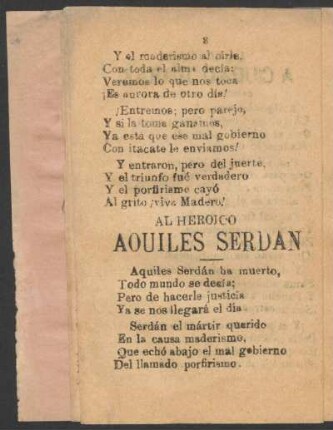 2
Y el maderismo al oirle,
Con toda el alma decía:
Veremos lo que nos toca
¡Es aurora de otro día!
¡Entremos; pero parejo,
Y si la toma ganamos,
Ya está que ese mal gobierno
Con itacate le enviamos!
Y entraron, pero del juerte,
Y el triunfo fué verdadero
Y el porfirismo cayó
Al grito ¡viva Madero!
AL HEROICO
AQUILES SERDAN
Aquiles Serdán ha muerto,
Todo mundo se decía;
Pero de hacerle justicia
Ya se nos llegará el día
Serdán el mártir querido
En la causa maderismo,
Que echó abajo el mal gobierno
Del llamado porfirismo.